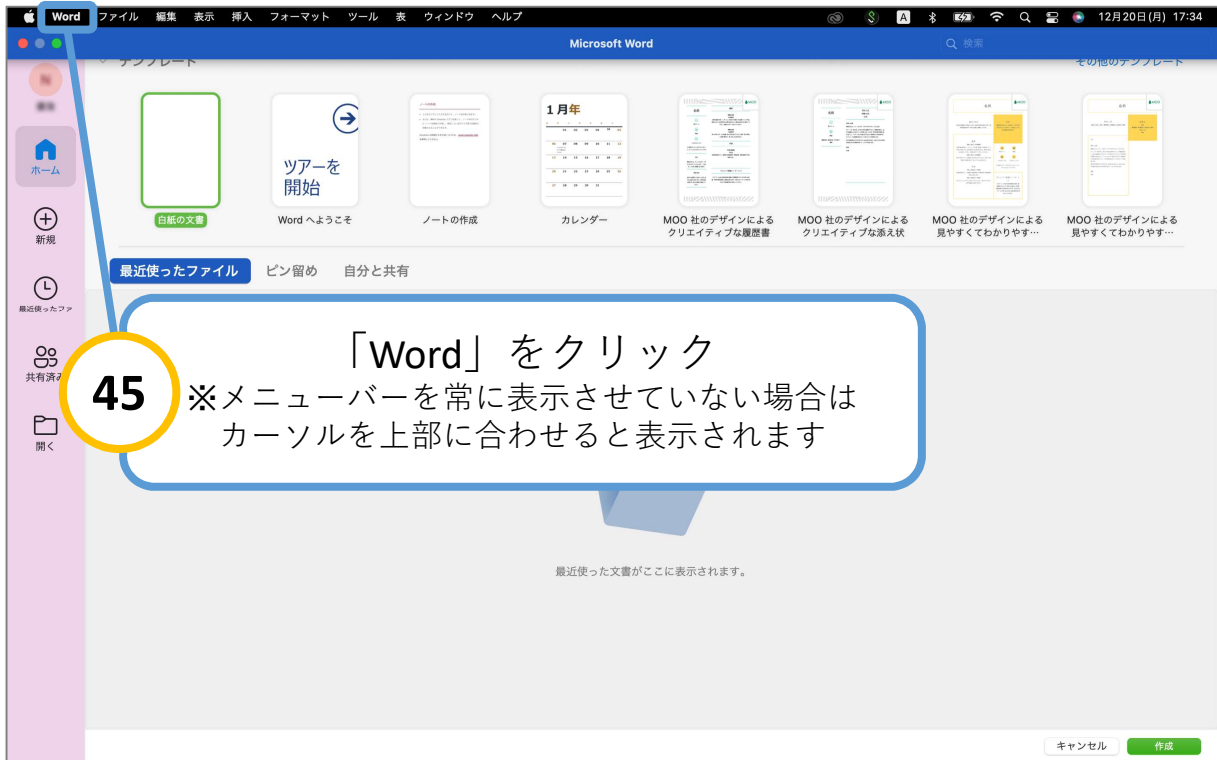 Word ファイル 編集 表示 挿入 フォーマット ツール 表 ウィンドウ ヘルプ A 12月20日(月) 17:34
Microsoft Word 検索
テンプレート その他のテンプレート
1月年
ツアーを
開始
白紙の文書 Word へようこそ ノートの作成 カレンダー MOO 社のデザインによる MOO 社のデザインによる MOO 社のデザインによる MOO 社のデザインによる
クリエイティブな履歴書 クリエイティブな添え状 見やすくてわかりやす… 見やすくてわかりやす…
ホーム
新規
最近使ったファイル ピン留め 自分と共有
最近使ったファ
共有済み
開く
45
「Word」をクリック
※メニューバーを常に表示させていない場合は
カーソルを上部に合わせると表示されます
最近使った文書がここに表示されます。
キャンセル 作成